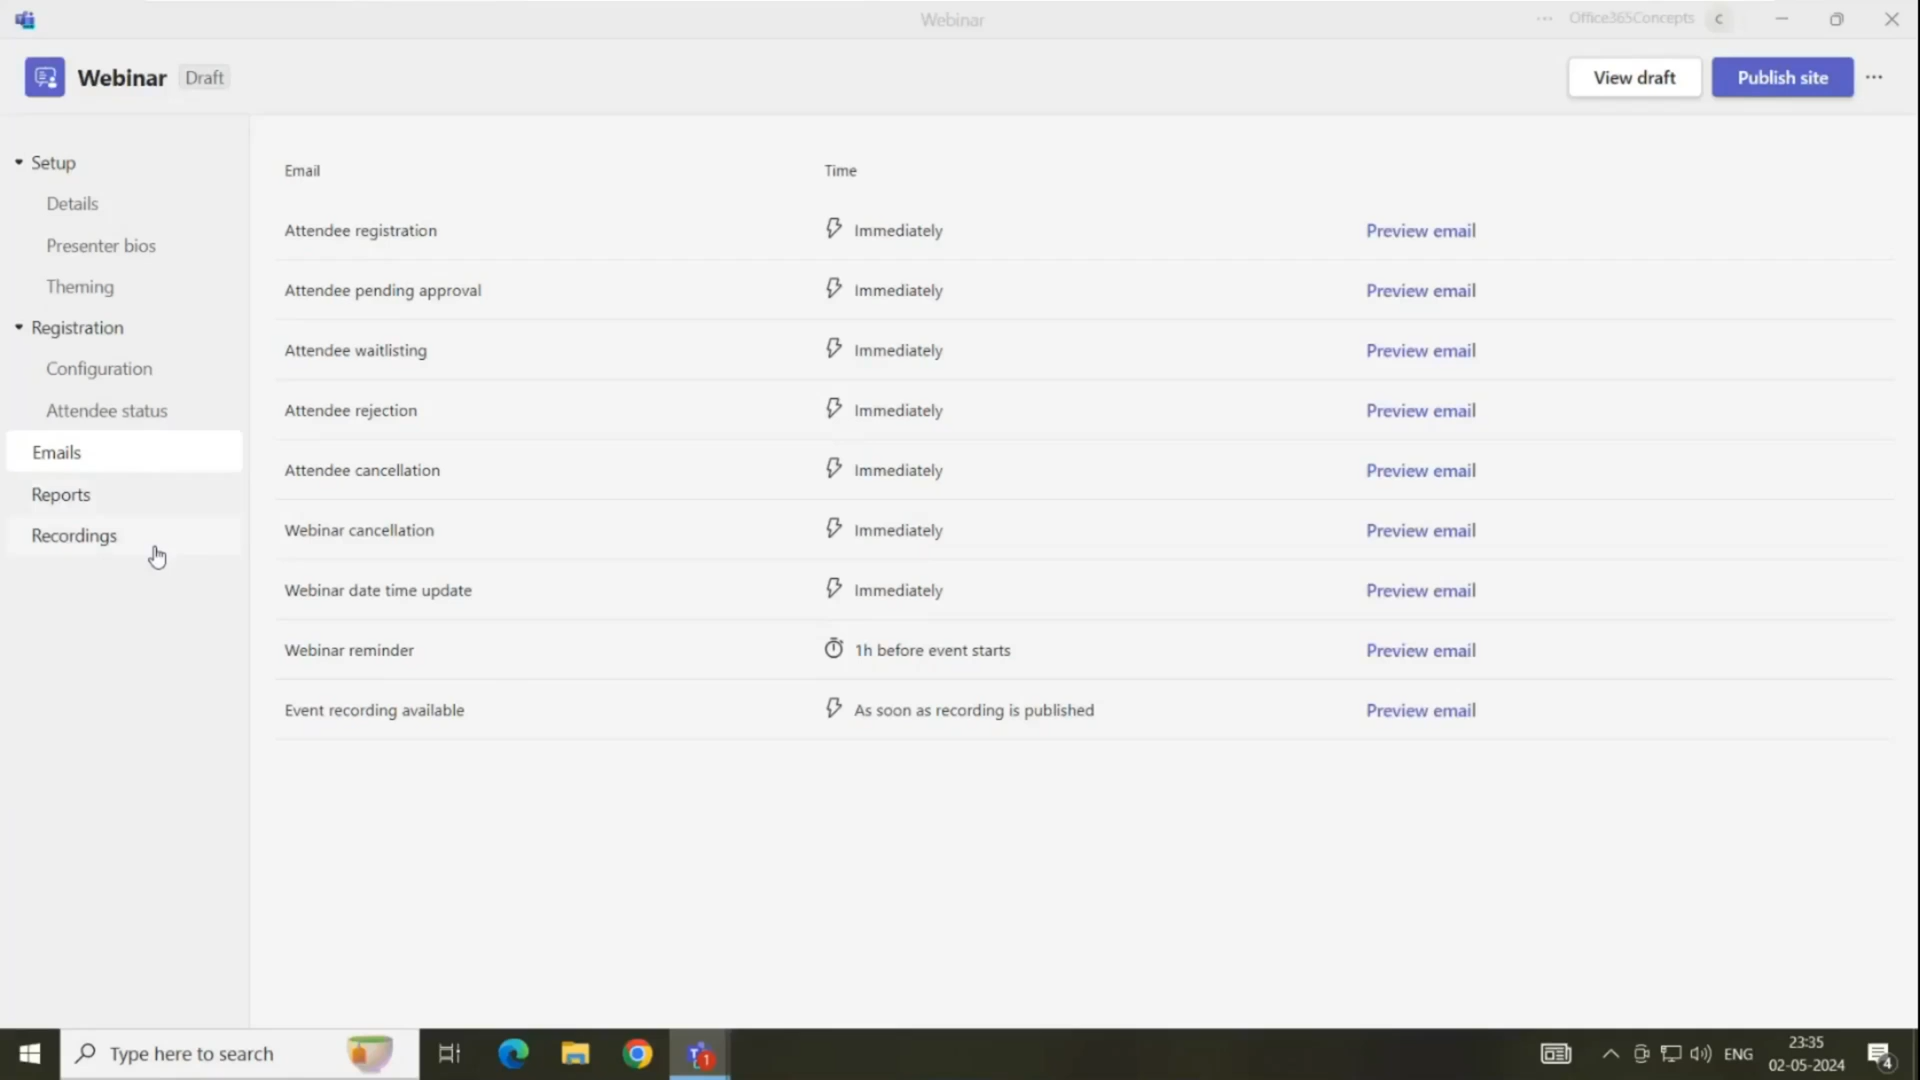 Webinar
Office365Concepts
C
Webinar
Draft
View draft
Publish site
Setup
Details
Presenter bios
Theming
Registration
Configuration
Attendee status
Emails
Reports
Recordings
Email Time
Attendee registration Immediately Preview email
Attendee pending approval Immediately Preview email
Attendee waitlisting Immediately Preview email
Attendee rejection Immediately Preview email
Attendee cancellation Immediately Preview email
Webinar cancellation Immediately Preview email
Webinar date time update Immediately Preview email
Webinar reminder 1h before event starts Preview email
Event recording available As soon as recording is published Preview email
Type here to search
1
ENG
23:35
02-05-2024
4